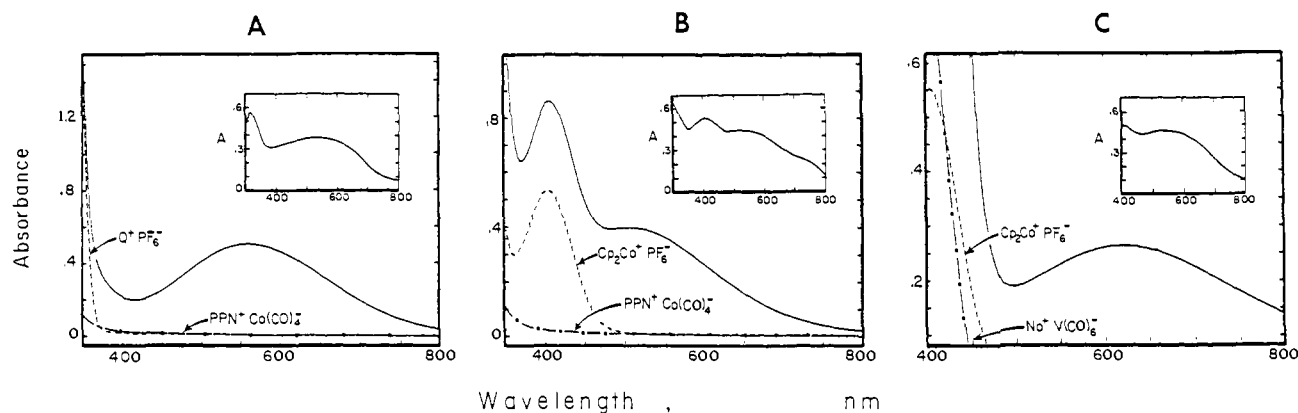 A
B
C
Absorbance
1.2
.8
.4
0
400
600
800
A
.6
.3
0
400
600
800
Q⁺ PF₆⁻
PPN⁺ Co(CO)₄⁻
.8
.4
0
400
600
800
A
.6
.3
0
400
600
800
Cp₂Co⁺ PF₆⁻
PPN⁺ Co(CO)₄⁻
.6
.4
.2
400
600
800
A
.6
.3
0
400
600
800
Cp₂Co⁺ PF₆⁻
Na⁺ V(CO)₆⁻
Wavelength , nm